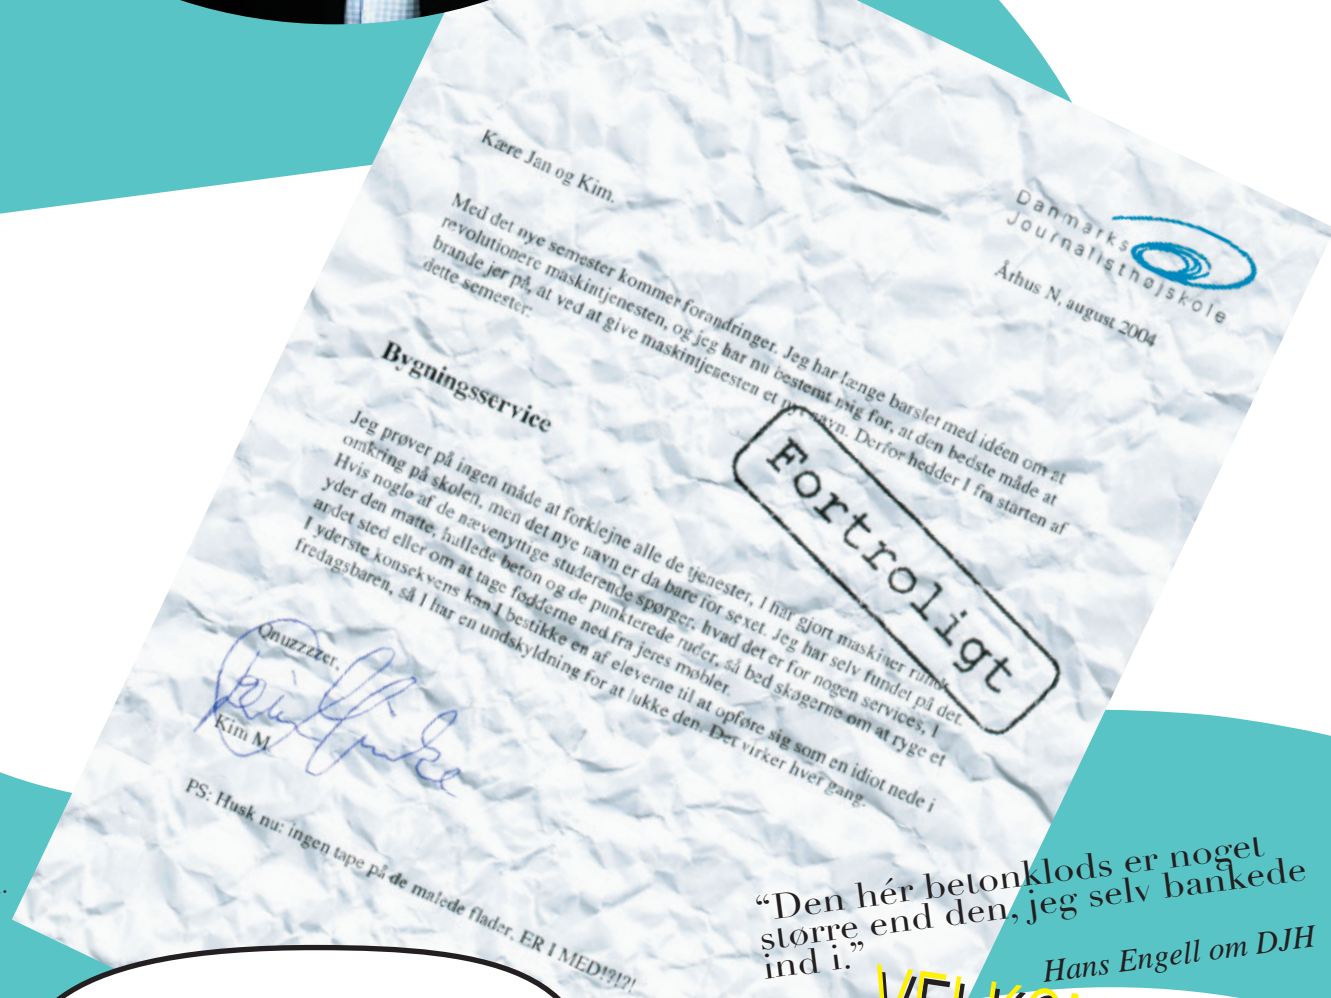 Kære Jan og Kim.
Danmarks
Journalisthøjskole
Århus N, august 2004
Med det nye semester kommer forandringer. Jeg har længe barslet med idéen om at
revolutionere maskintjenesten, og jeg har nu bestemt mig for, at den bedste måde at
brande jer på, at ved at give maskintjenesten et nyt navn. Derfor hedder I fra starten af
dette semester:
Bygningsservice
Jeg prøver på ingen måde at forklejne alle de tjenester, I har gjort maskiner rundt
omkring på skolen, men det nye navn er da bare for sexet. Jeg har selv fundet på det.
Hvis nogle af de nævenyttige studerende spørger, hvad det er for nogen services, I
yder den matte, hullede beton og de punkterede ruder, så bed skøgerne om at ryge et
andet sted eller om at tage fødderne ned fra jeres møbler.
I yderste konsekvens kan I bestikke en af eleverne til at opføre sig som en idiot nede i
fredagsbaren, så I har en undskyldning for at lukke den. Det virker hver gang.
Fortroligt
Qnuzzzzer,
Kim M.
PS: Husk nu: ingen tape på de malede flader. ER I MED!?!?!
“Den hér betonklods er noget
større end den, jeg selv bankede
ind i.”
Hans Engell om DJH